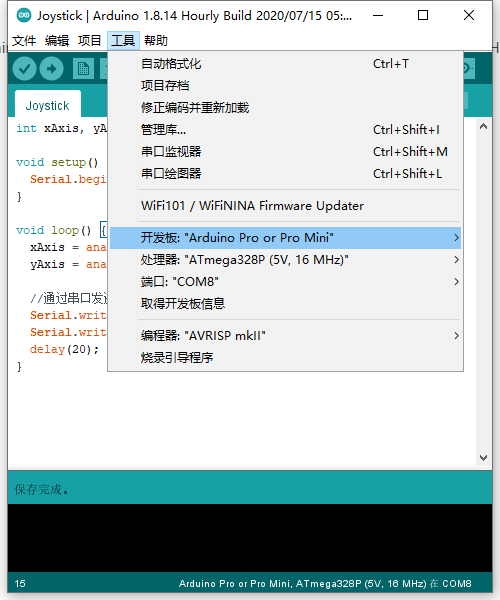 Joystick | Arduino 1.8.14 Hourly Build 2020/07/15 05:...
文件 编辑 项目 工具 帮助
自动格式化 Ctrl+T
项目存档
修正编码并重新加载
管理库... Ctrl+Shift+I
串口监视器 Ctrl+Shift+M
串口绘图器 Ctrl+Shift+L
WiFi101 / WiFiNINA Firmware Updater
开发板: "Arduino Pro or Pro Mini"
处理器: "ATmega328P (5V, 16 MHz)"
端口: "COM8"
取得开发板信息
编程器: "AVRISP mkII"
烧录引导程序
Joystick
int xAxis, yA
void setup()
Serial.begi
}
void loop() {
xAxis = ana
yAxis = ana
//通过串口发
Serial.writ
Serial.writ
delay(20);
}
保存完成。
15 Arduino Pro or Pro Mini, ATmega328P (5V, 16 MHz) 在 COM8